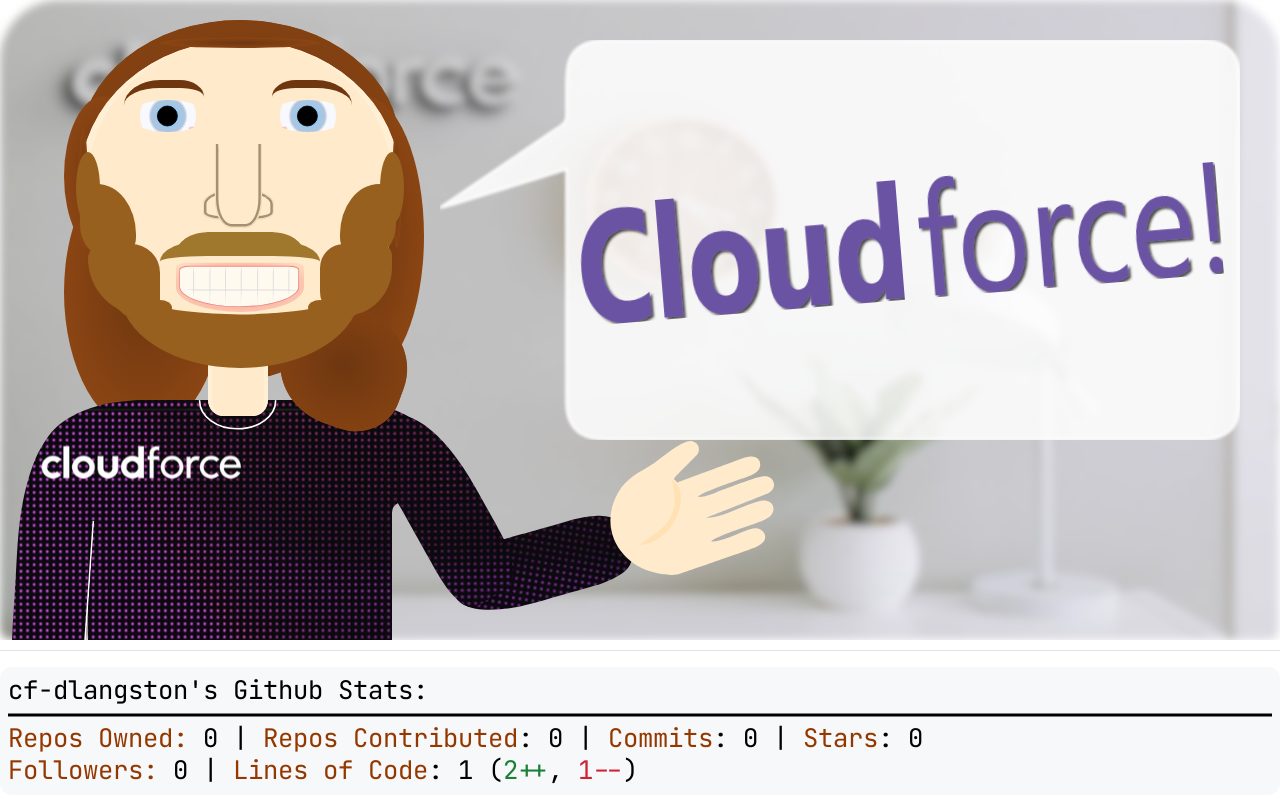 cloudforce
Cloudforce!
cloudforce
cf-dlangston's Github Stats:
Repos Owned: 0 | Repos Contributed: 0 | Commits: 0 | Stars: 0
Followers: 0 | Lines of Code: 1 (2++, 1--)